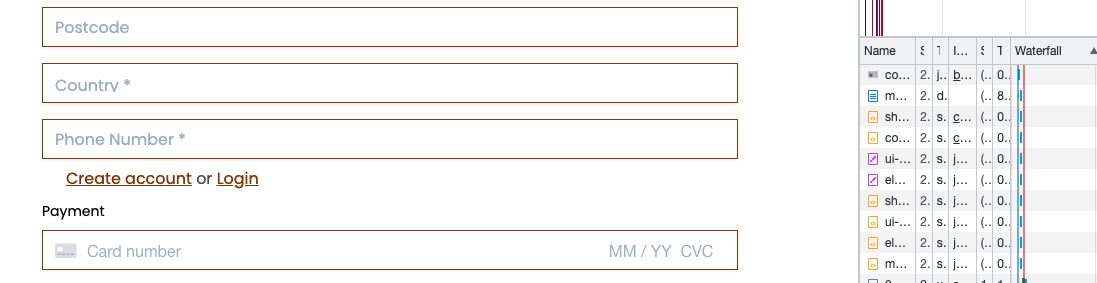 Postcode
Country *
Phone Number *
Create account or Login
Payment
Card number MM / YY CVC
Name S T I... S T Waterfall
co... 2. j.. b... (.. 0..
m... 2. d. (.. 8..
sh... 2. s. c... (.. 0..
co... 2. s. c... (.. 0..
ui-... 2. s. j... (.. 0..
el... 2. s. j... (.. 0..
sh... 2. s. j... (.. 0..
ui-... 2. s. j... (.. 0..
el... 2. s. j... (.. 0..
m... 2. s. j... (.. 0..